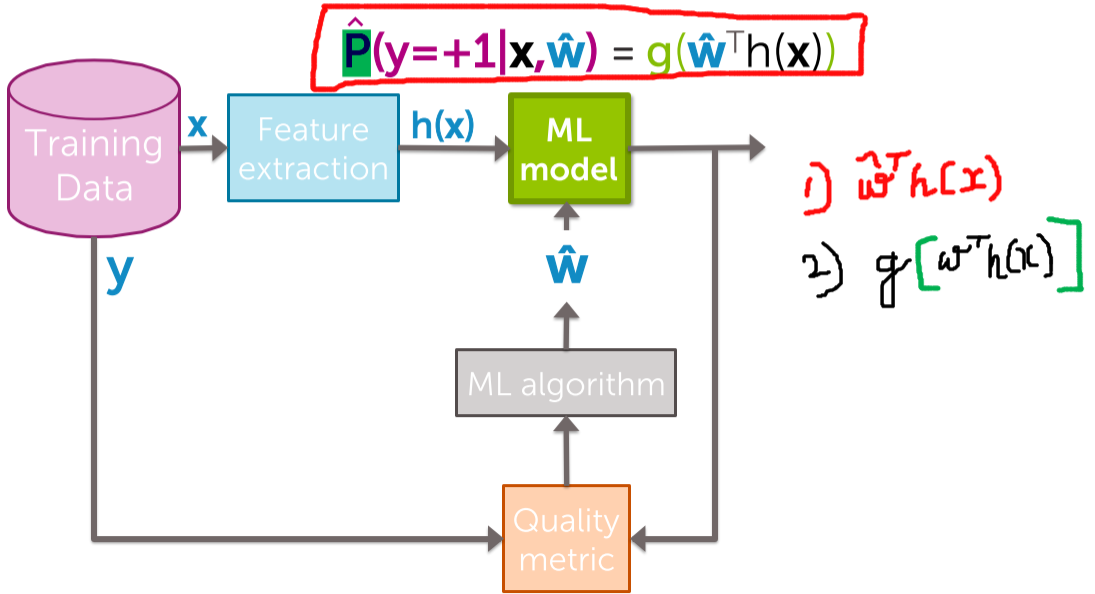 P̂(y=+1|x,ŵ) = g(ŵᵀh(x))
Training
Data
x
Feature
extraction
h(x)
ML
model
1) ŵᵀh(x)
2) g[wᵀh(x)]
y
ŵ
ML algorithm
Quality
metric